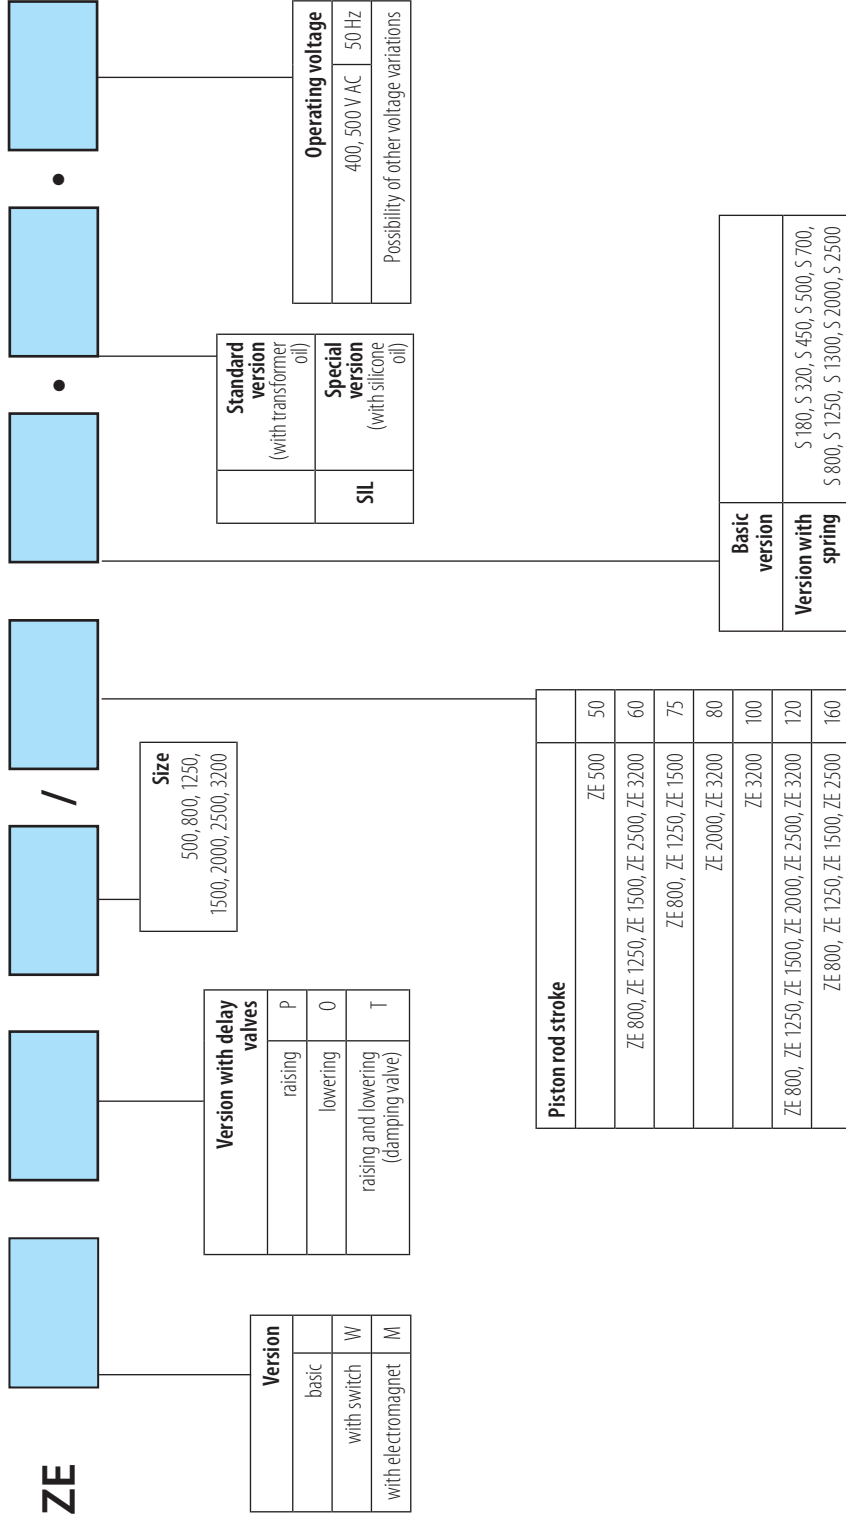 ZE
/
•
•
Version
basic
with switch W
with electromagnet M
Version with delay
valves
raising P
lowering O
raising and lowering T
(damping valve)
Size
500, 800, 1250,
1500, 2000, 2500, 3200
Piston rod stroke
ZE 500 50
ZE 800, ZE 1250, ZE 1500, ZE 2500, ZE 3200 60
ZE 800, ZE 1250, ZE 1500 75
ZE 2000, ZE 3200 80
ZE 3200 100
ZE 800, ZE 1250, ZE 1500, ZE 2000, ZE 2500, ZE 3200 120
ZE 800, ZE 1250, ZE 1500, ZE 2500 160
Basic
version
Version with
spring
S 180, S 320, S 450, S 500, S 700,
S 800, S 1250, S 1300, S 2000, S 2500
Standard
version
(with transformer
oil)
SIL
Special
version
(with silicone
oil)
Operating voltage
400, 500 V AC 50 Hz
Possibility of other voltage variations